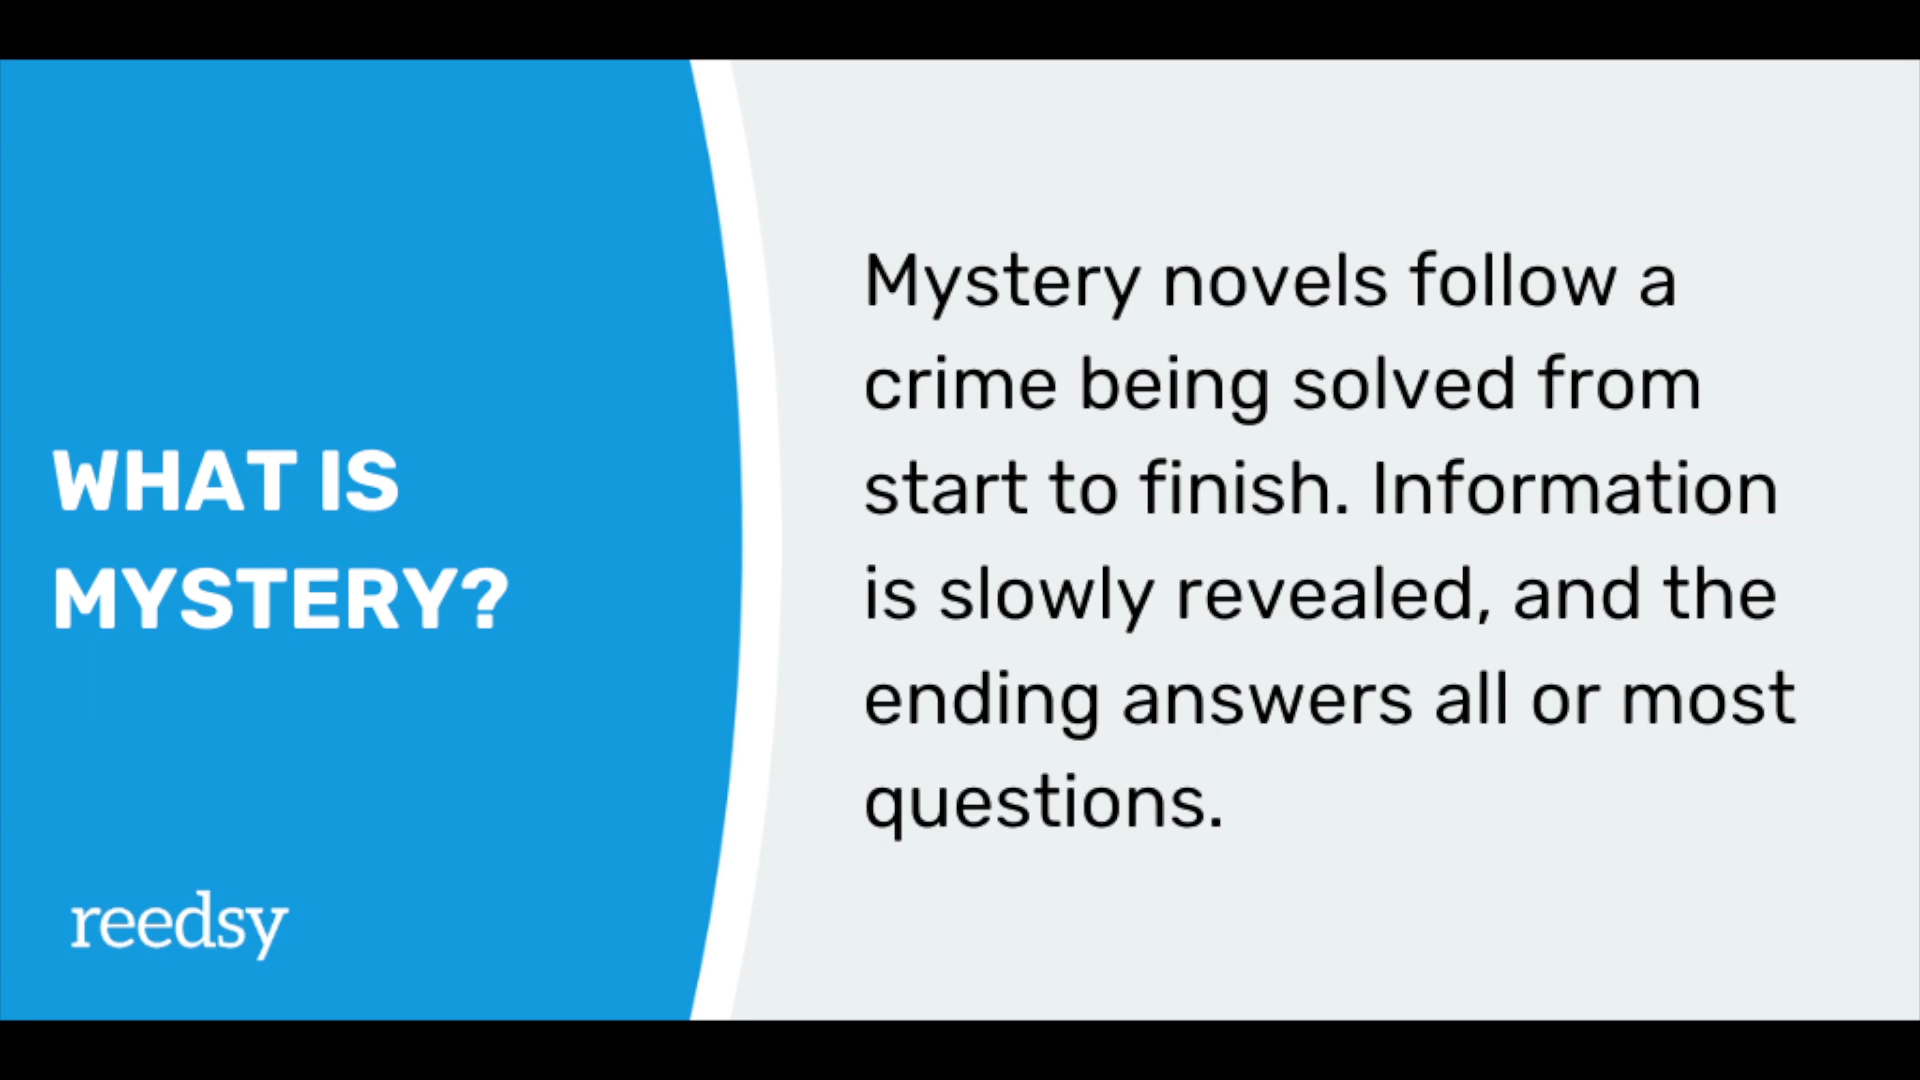 WHAT IS
MYSTERY?
reedsy
Mystery novels follow a
crime being solved from
start to finish. Information
is slowly revealed, and the
ending answers all or most
questions.